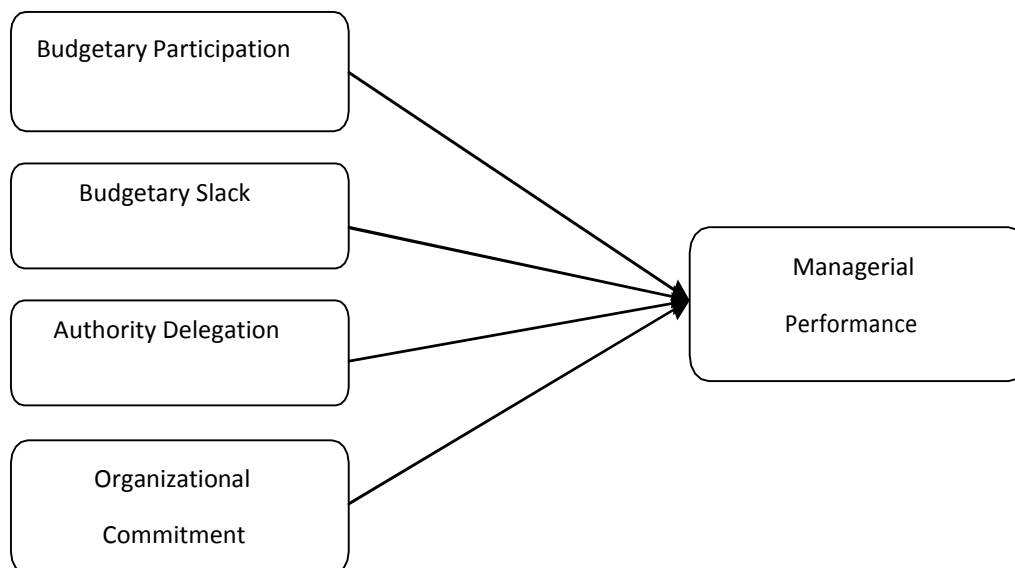 Budgetary Participation
Budgetary Slack
Authority Delegation
Organizational
Commitment
Managerial
Performance